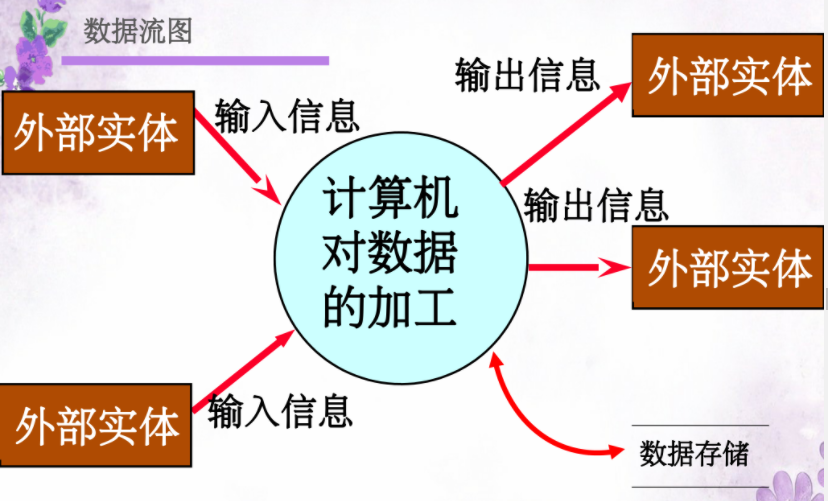 数据流图
输出信息
外部实体
外部实体
输入信息
计算机
对数据
的加工
输出信息
外部实体
外部实体
输入信息
数据存储